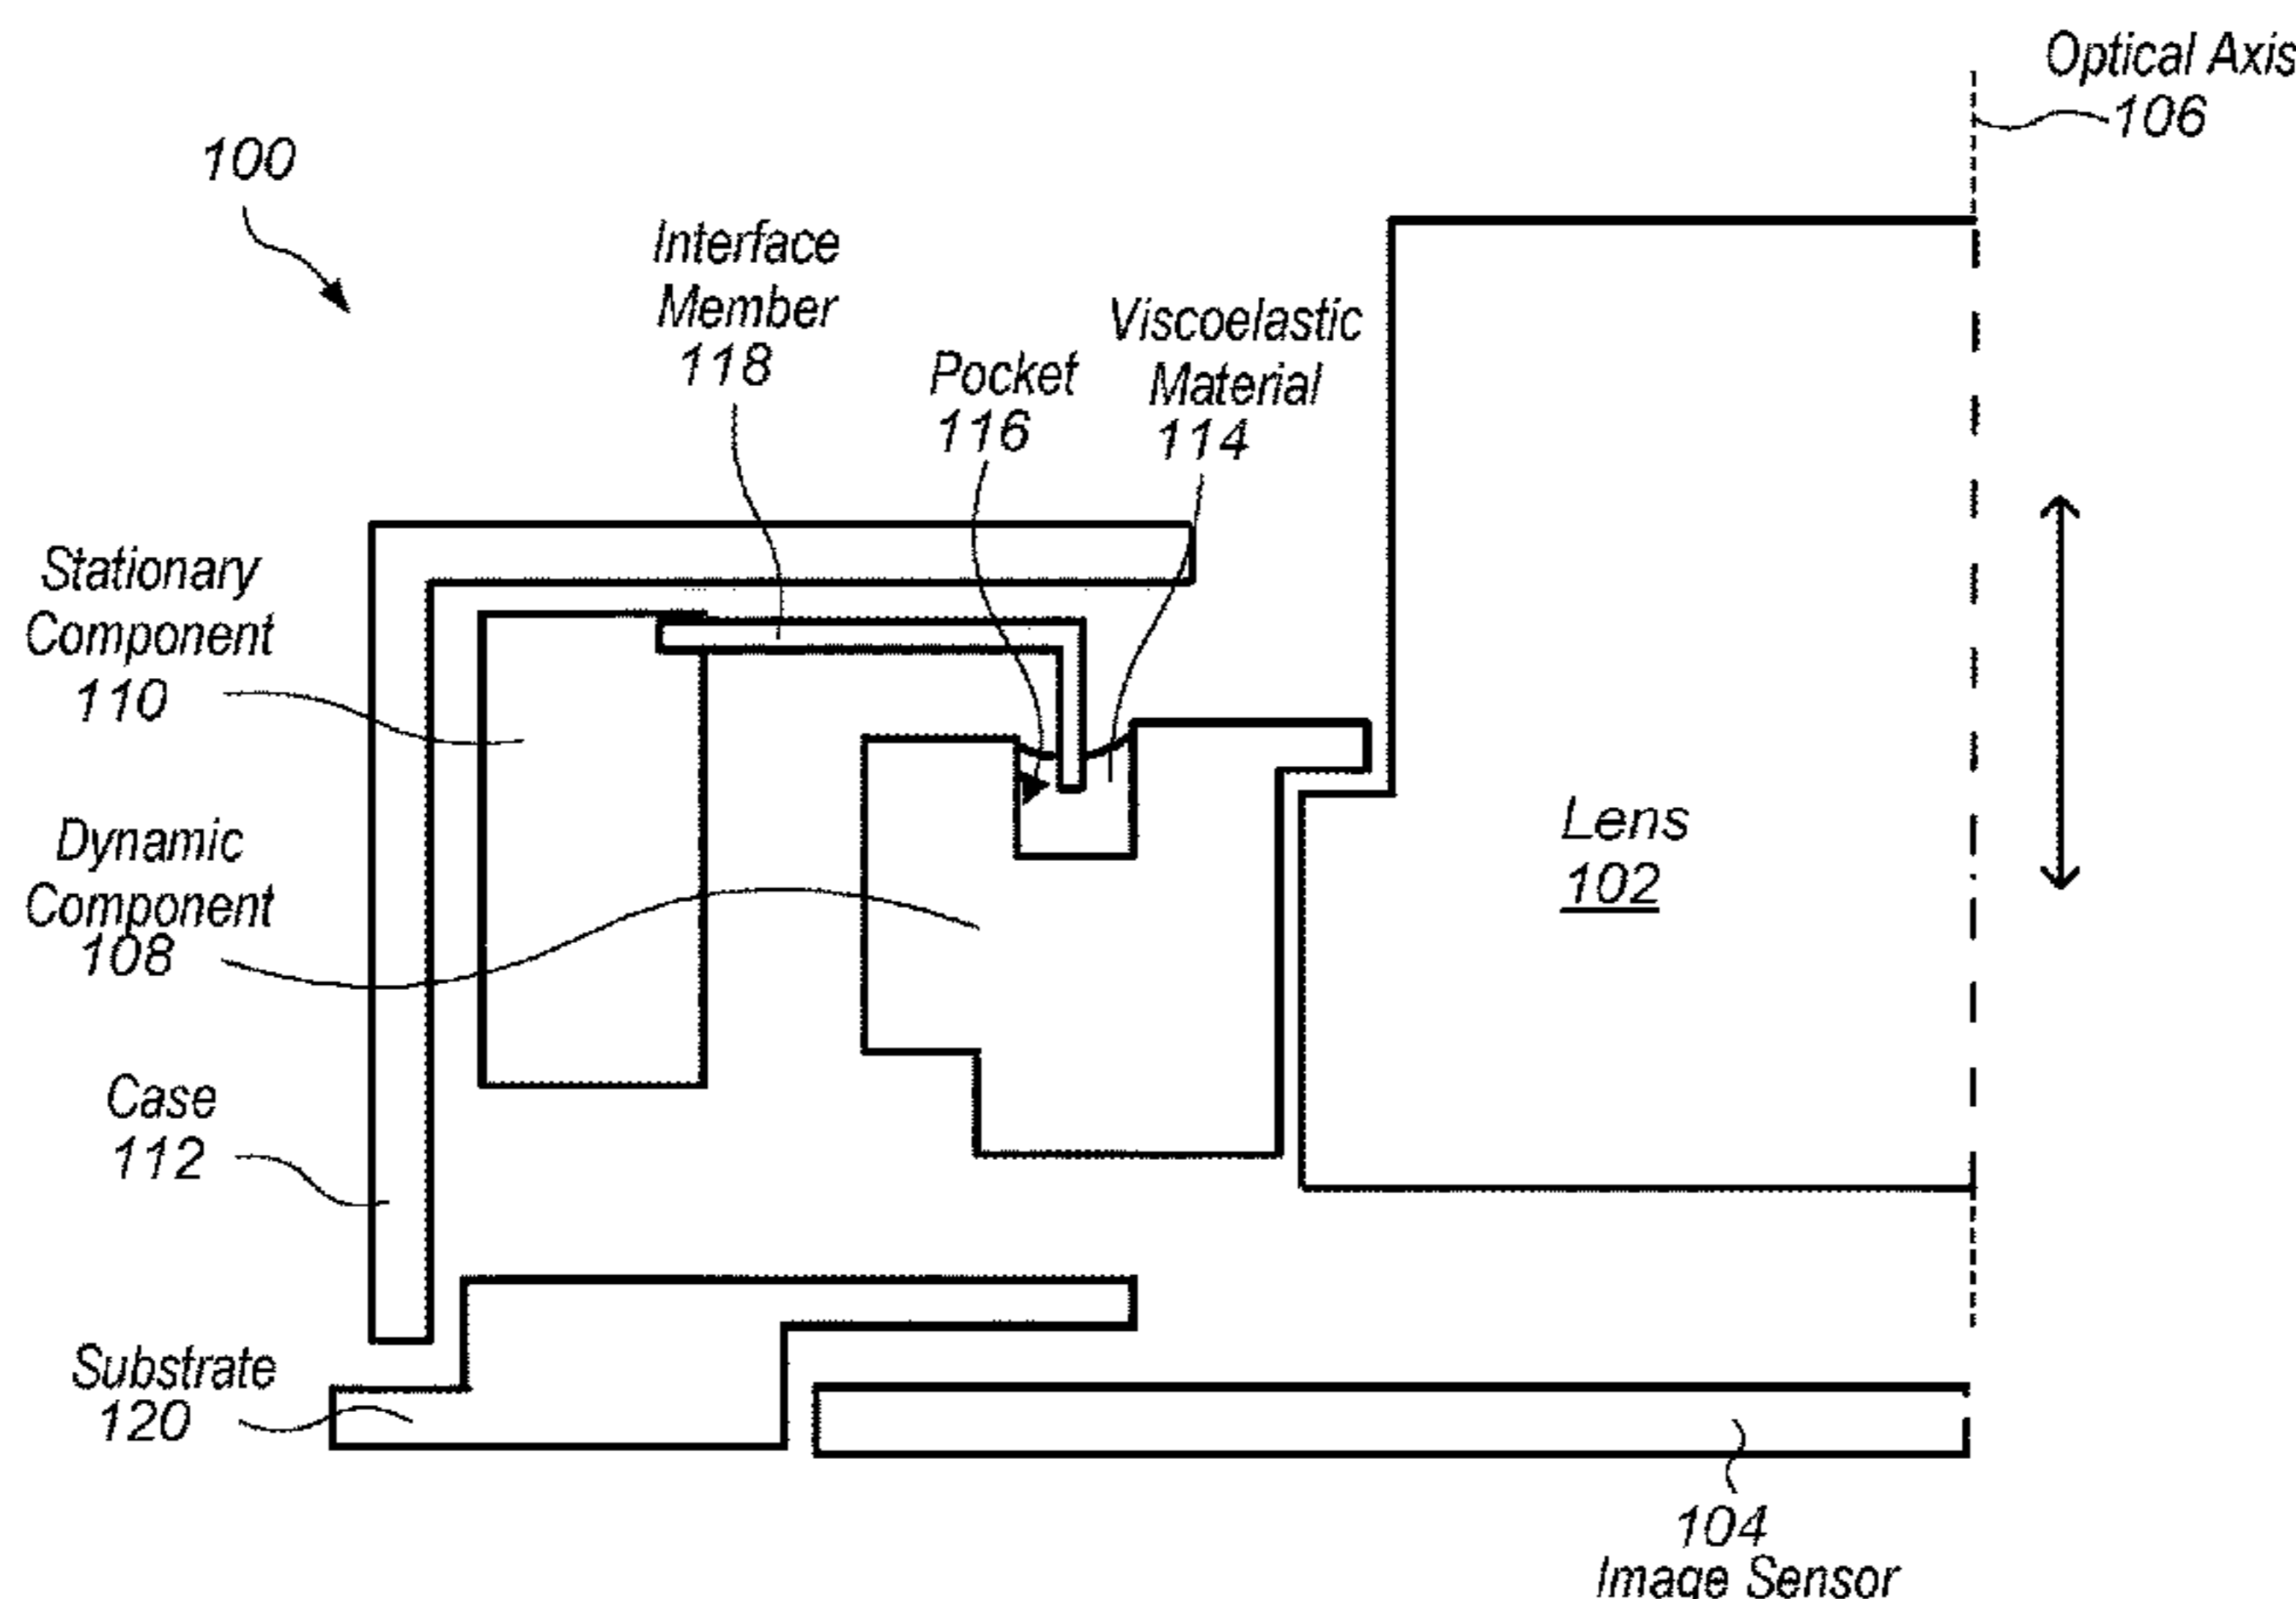 Optical Axis
106
100
Interface
Member
118
Viscoelastic
Material
114
Pocket
116
Stationary
Component
110
Dynamic
Component
108
Lens
102
Case
112
Substrate
120
104
Image Sensor